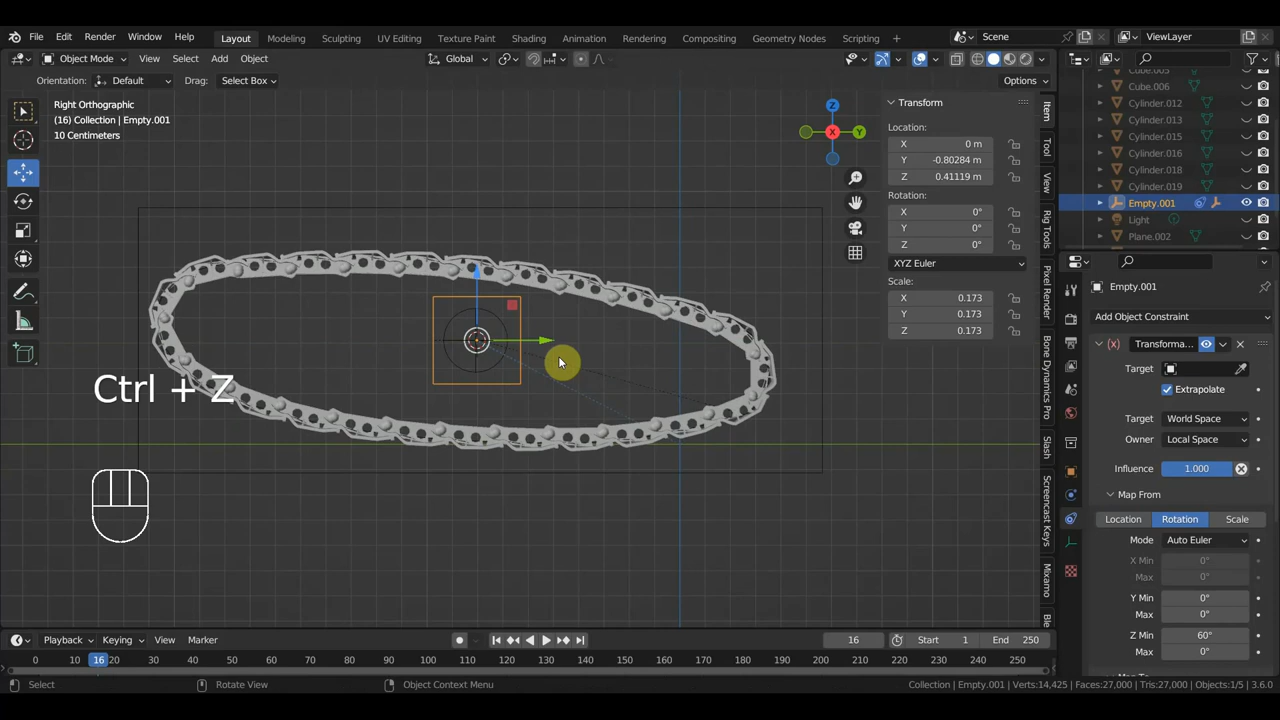 File Edit Render Window Help Layout Modeling Sculpting UV Editing Texture Paint Shading Animation Rendering Compositing Geometry Nodes Scripting + Scene ViewLayer
Object Mode View Select Add Object Global
Orientation: Default Drag: Select Box Options
Right Orthographic
(16) Collection | Empty.001
10 Centimeters
Z
X
Y
Transform
Location:
X 0 m
Y -0.80284 m
Z 0.41119 m
Rotation:
X 0°
Y 0°
Z 0°
XYZ Euler
Scale:
X 0.173
Y 0.173
Z 0.173
Item
Tool
View
Rig Tools
Pixel Render
Bone Dynamics Pro
Slash
Screencast Keys
Mixamo
Cube.006
Cylinder.012
Cylinder.013
Cylinder.015
Cylinder.016
Cylinder.018
Cylinder.019
Empty.001
Light
Plane.002
Empty.001
Add Object Constraint
Transforma...
Target
Extrapolate
Target World Space
Owner Local Space
Influence 1.000
Map From
Location Rotation Scale
Mode Auto Euler
X Min 0°
Max 0°
Y Min 0°
Max 0°
Z Min 60°
Max 0°
Ctrl + Z
Playback Keying View Marker 16 Start 1 End 250
0 10 16 20 30 40 50 60 70 80 90 100 110 120 130 140 150 160 170 180 190 200 210 220 230 240 250
Select Rotate View Object Context Menu Collection | Empty.001 | Verts:14,425 | Faces:27,000 | Tris:27,000 | Objects:1/5 | 3.6.0